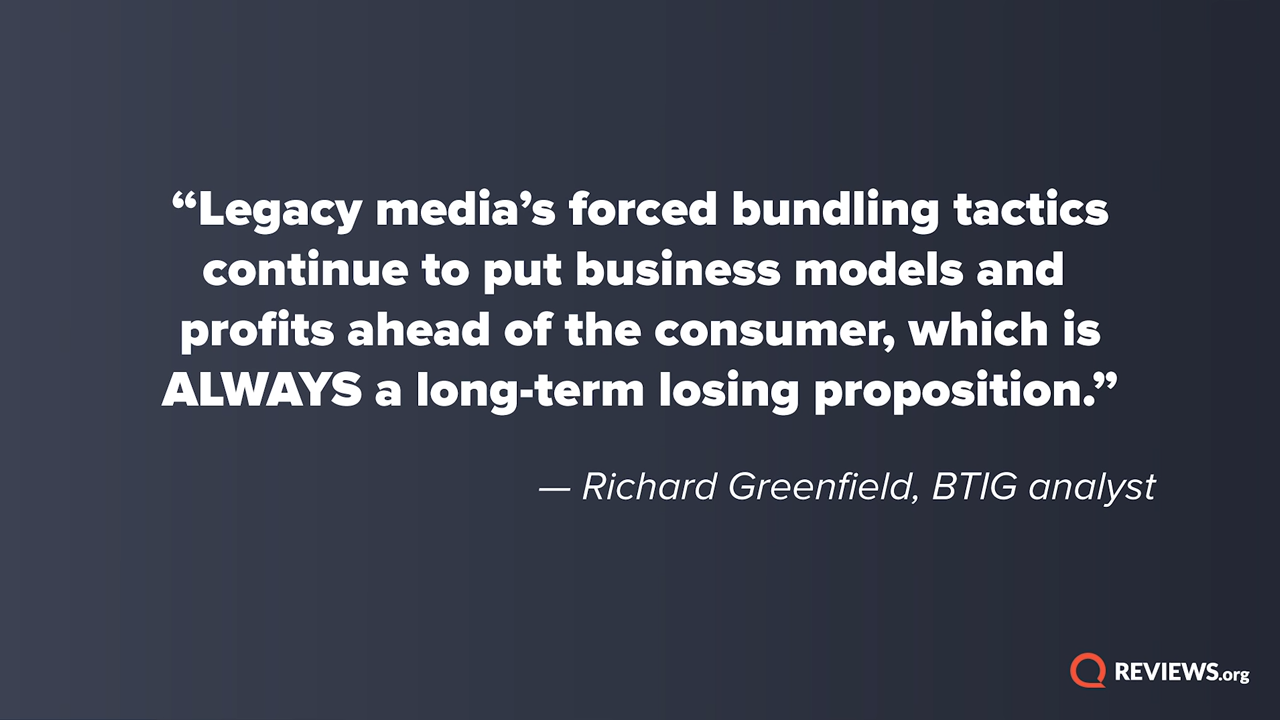 “Legacy media’s forced bundling tactics
continue to put business models and
profits ahead of the consumer, which is
ALWAYS a long-term losing proposition.”
— Richard Greenfield, BTIG analyst
REVIEWS.org